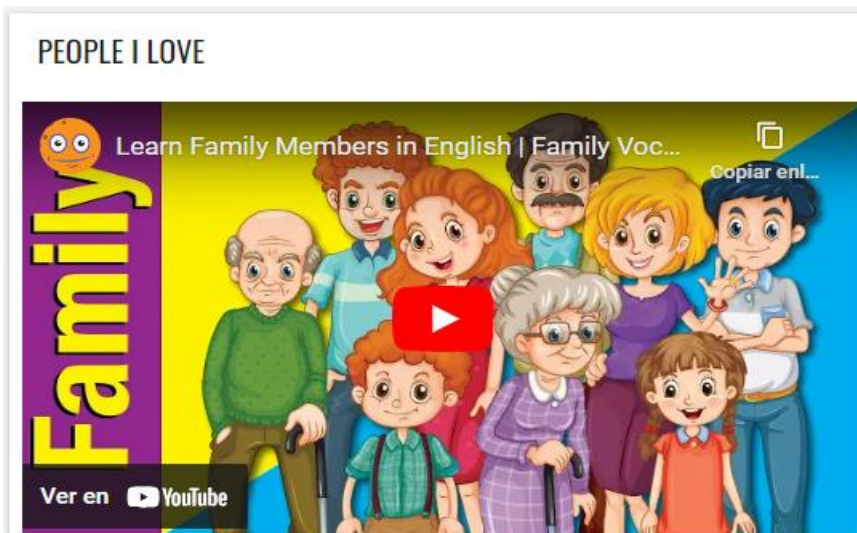 PEOPLE I LOVE
Learn Family Members in English | Family Voc...
Copiar enl...
Family
Ver en YouTube